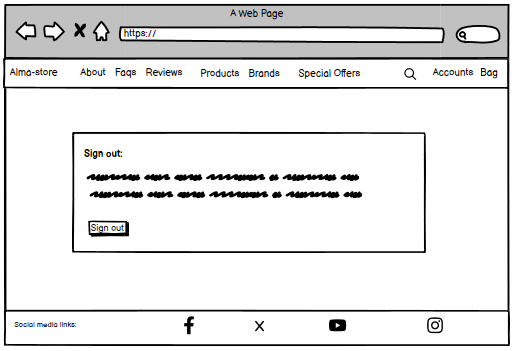 A Web Page
https://
Alma-store About Faqs Reviews Products Brands Special Offers Accounts Bag
Sign out:
Sign out
Social media links: